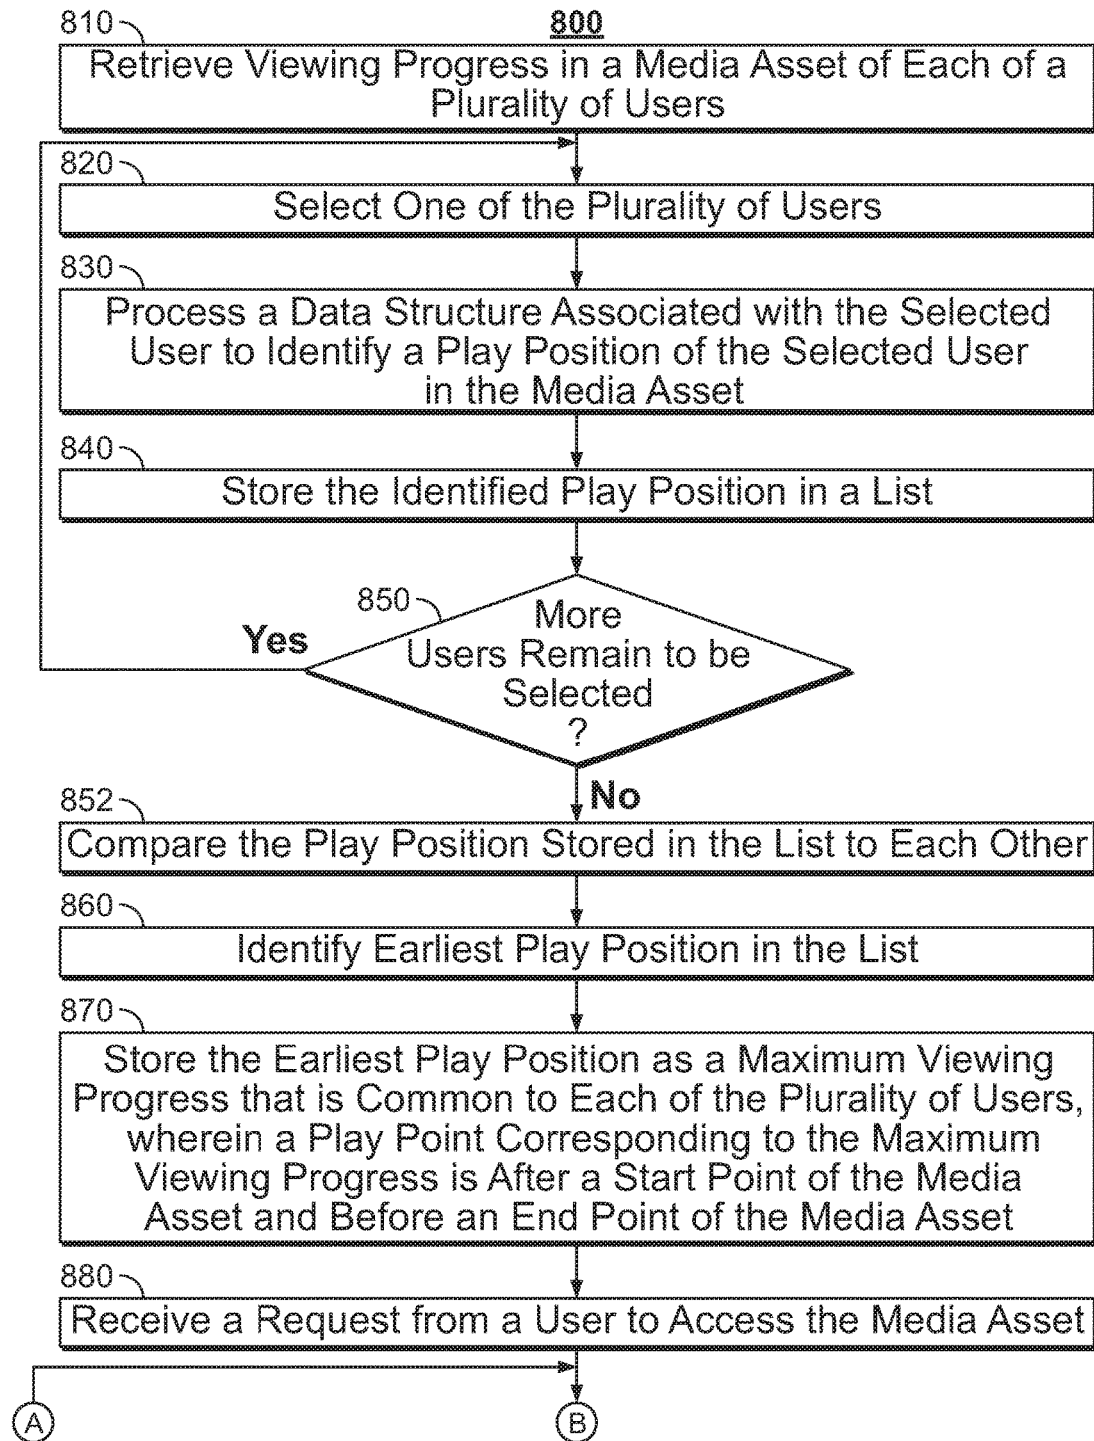 800
810
Retrieve Viewing Progress in a Media Asset of Each of a
Plurality of Users
820
Select One of the Plurality of Users
830
Process a Data Structure Associated with the Selected
User to Identify a Play Position of the Selected User
in the Media Asset
840
Store the Identified Play Position in a List
850
More
Users Remain to be
Selected
?
Yes
No
852
Compare the Play Position Stored in the List to Each Other
860
Identify Earliest Play Position in the List
870
Store the Earliest Play Position as a Maximum Viewing
Progress that is Common to Each of the Plurality of Users,
wherein a Play Point Corresponding to the Maximum
Viewing Progress is After a Start Point of the Media
Asset and Before an End Point of the Media Asset
880
Receive a Request from a User to Access the Media Asset
A
B